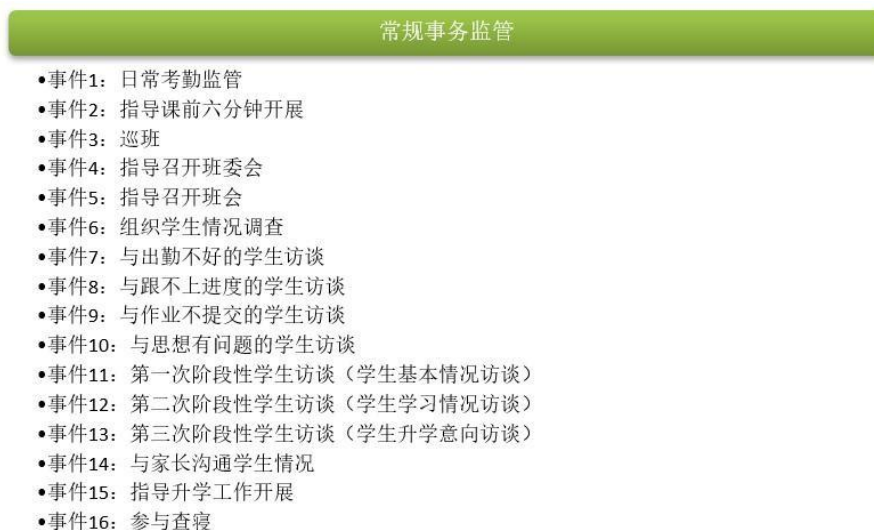 常规事务监管
•事件1：日常考勤监管
•事件2：指导课前六分钟开展
•事件3：巡班
•事件4：指导召开班委会
•事件5：指导召开班会
•事件6：组织学生情况调查
•事件7：与出勤不好的学生访谈
•事件8：与跟不上进度的学生访谈
•事件9：与作业不提交的学生访谈
•事件10：与思想有问题的学生访谈
•事件11：第一次阶段性学生访谈（学生基本情况访谈）
•事件12：第二次阶段性学生访谈（学生学习情况访谈）
•事件13：第三次阶段性学生访谈（学生升学意向访谈）
•事件14：与家长沟通学生情况
•事件15：指导升学工作开展
•事件16：参与查寝